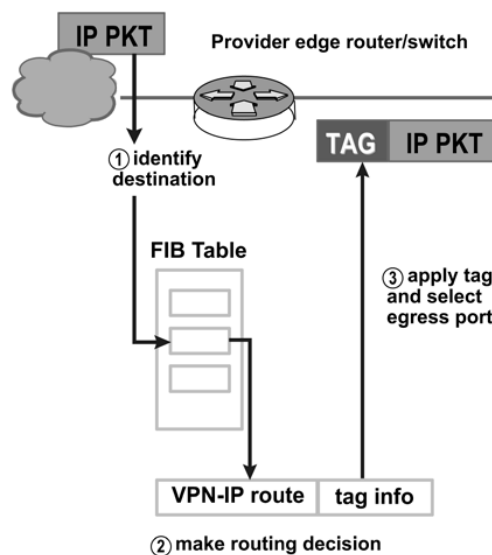 IP PKT
Provider edge router/switch
TAG IP PKT
① identify
destination
FIB Table
③ apply tag
and select
egress port
VPN-IP route tag info
② make routing decision